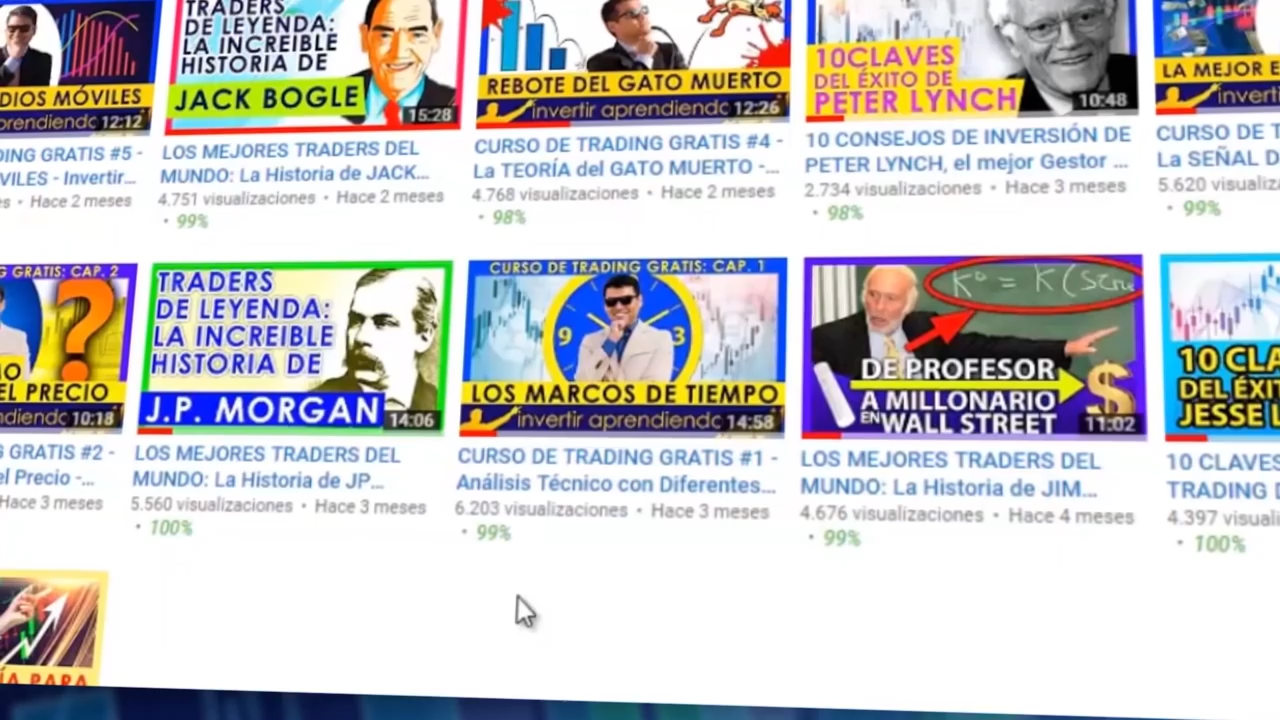 DIOS MÓVILES
prendiendo 12:12
DING GRATIS #5 -
VILES - Invertir...
s • Hace 2 meses
TRADERS
DE LEYENDA:
LA INCREIBLE
HISTORIA DE
JACK BOGLE
15:28
LOS MEJORES TRADERS DEL
MUNDO: La Historia de JACK...
4.751 visualizaciones • Hace 2 meses
• 99%
REBOTE DEL GATO MUERTO
invertir aprendiendo 12:26
CURSO DE TRADING GRATIS #4 -
La TEORÍA del GATO MUERTO -...
4.768 visualizaciones • Hace 2 meses
• 98%
10CLAVES
DEL ÉXITO DE
PETER LYNCH
10:48
10 CONSEJOS DE INVERSIÓN DE
PETER LYNCH, el mejor Gestor ...
2.734 visualizaciones • Hace 3 meses
• 98%
LA MEJOR E
invert
CURSO DE T
La SEÑAL D
5.620 visualiz
• 99%
G GRATIS: CAP. 2
?
EL PRECIO
10:18
G GRATIS #2 -
el Precio -...
Hace 3 meses
TRADERS
DE LEYENDA:
LA INCREIBLE
HISTORIA DE
J.P. MORGAN
14:06
LOS MEJORES TRADERS DEL
MUNDO: La Historia de JP...
5.560 visualizaciones • Hace 3 meses
• 100%
CURSO DE TRADING GRATIS: CAP. 1
9 3
LOS MARCOS DE TIEMPO
invertir aprendiendo 14:58
CURSO DE TRADING GRATIS #1 -
Análisis Técnico con Diferentes...
6.203 visualizaciones • Hace 3 meses
• 99%
DE PROFESOR
A MILLONARIO
EN WALL STREET
$
11:02
LOS MEJORES TRADERS DEL
MUNDO: La Historia de JIM...
4.676 visualizaciones • Hace 4 meses
• 99%
10 CLA
DEL ÉXI
JESSE L
10 CLAVES
TRADING D
4.397 visuali
• 100%
ÍA PARA